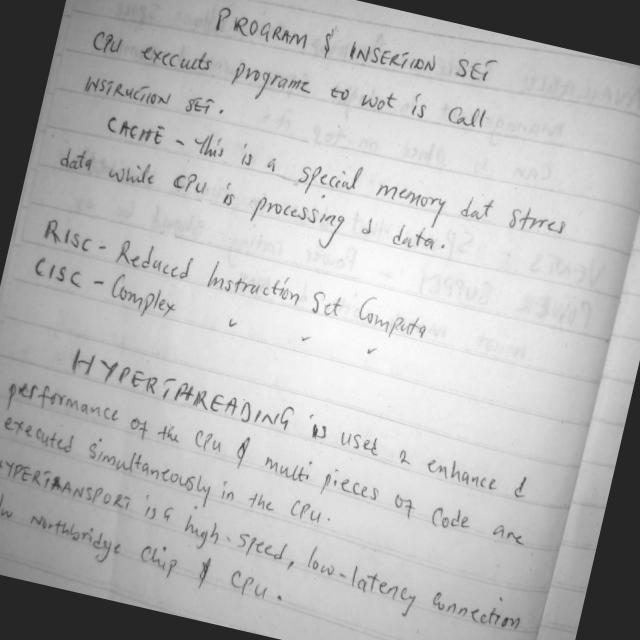 PROGRAM & INSERTION SET
CPU executs programe to wot is Call
INSTRUCTION SET.
CACHE - This is a special memory dat stores
data while CPU is processing d data.
RISC - Reduced Instruction Set Computa
CISC - Complex ✓ ✓ ✓
HYPERTHREADING is used 2 enhance d
performance of the CPU & multi pieces of Code are
executed simultaneously in the CPU.
HYPERTRANSPORT is a high-speed, low-latency connection
Northbridge Chip & CPU.